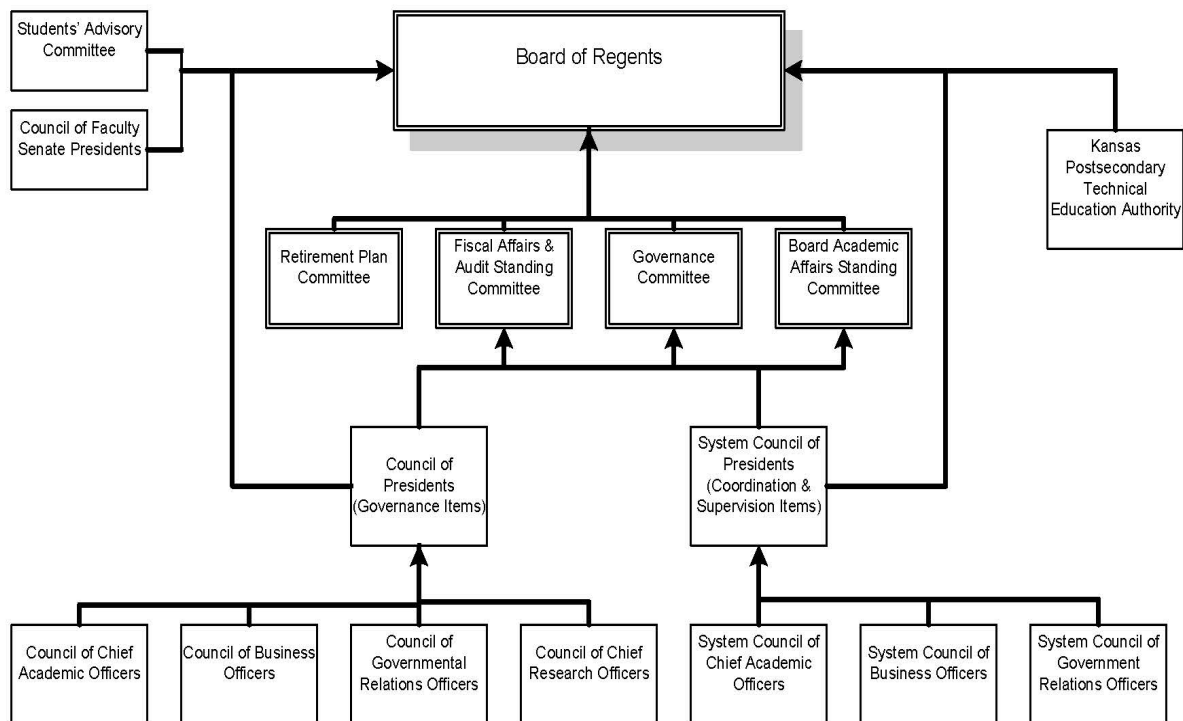 Students' Advisory
Committee
Board of Regents
Council of Faculty
Senate Presidents
Kansas
Postsecondary
Technical
Education Authority
Retirement Plan
Committee
Fiscal Affairs &
Audit Standing
Committee
Governance
Committee
Board Academic
Affairs Standing
Committee
Council of
Presidents
(Governance Items)
System Council of
Presidents
(Coordination &
Supervision Items)
Council of Chief
Academic Officers
Council of Business
Officers
Council of
Governmental
Relations Officers
Council of Chief
Research Officers
System Council of
Chief Academic
Officers
System Council of
Business Officers
System Council of
Government
Relations Officers